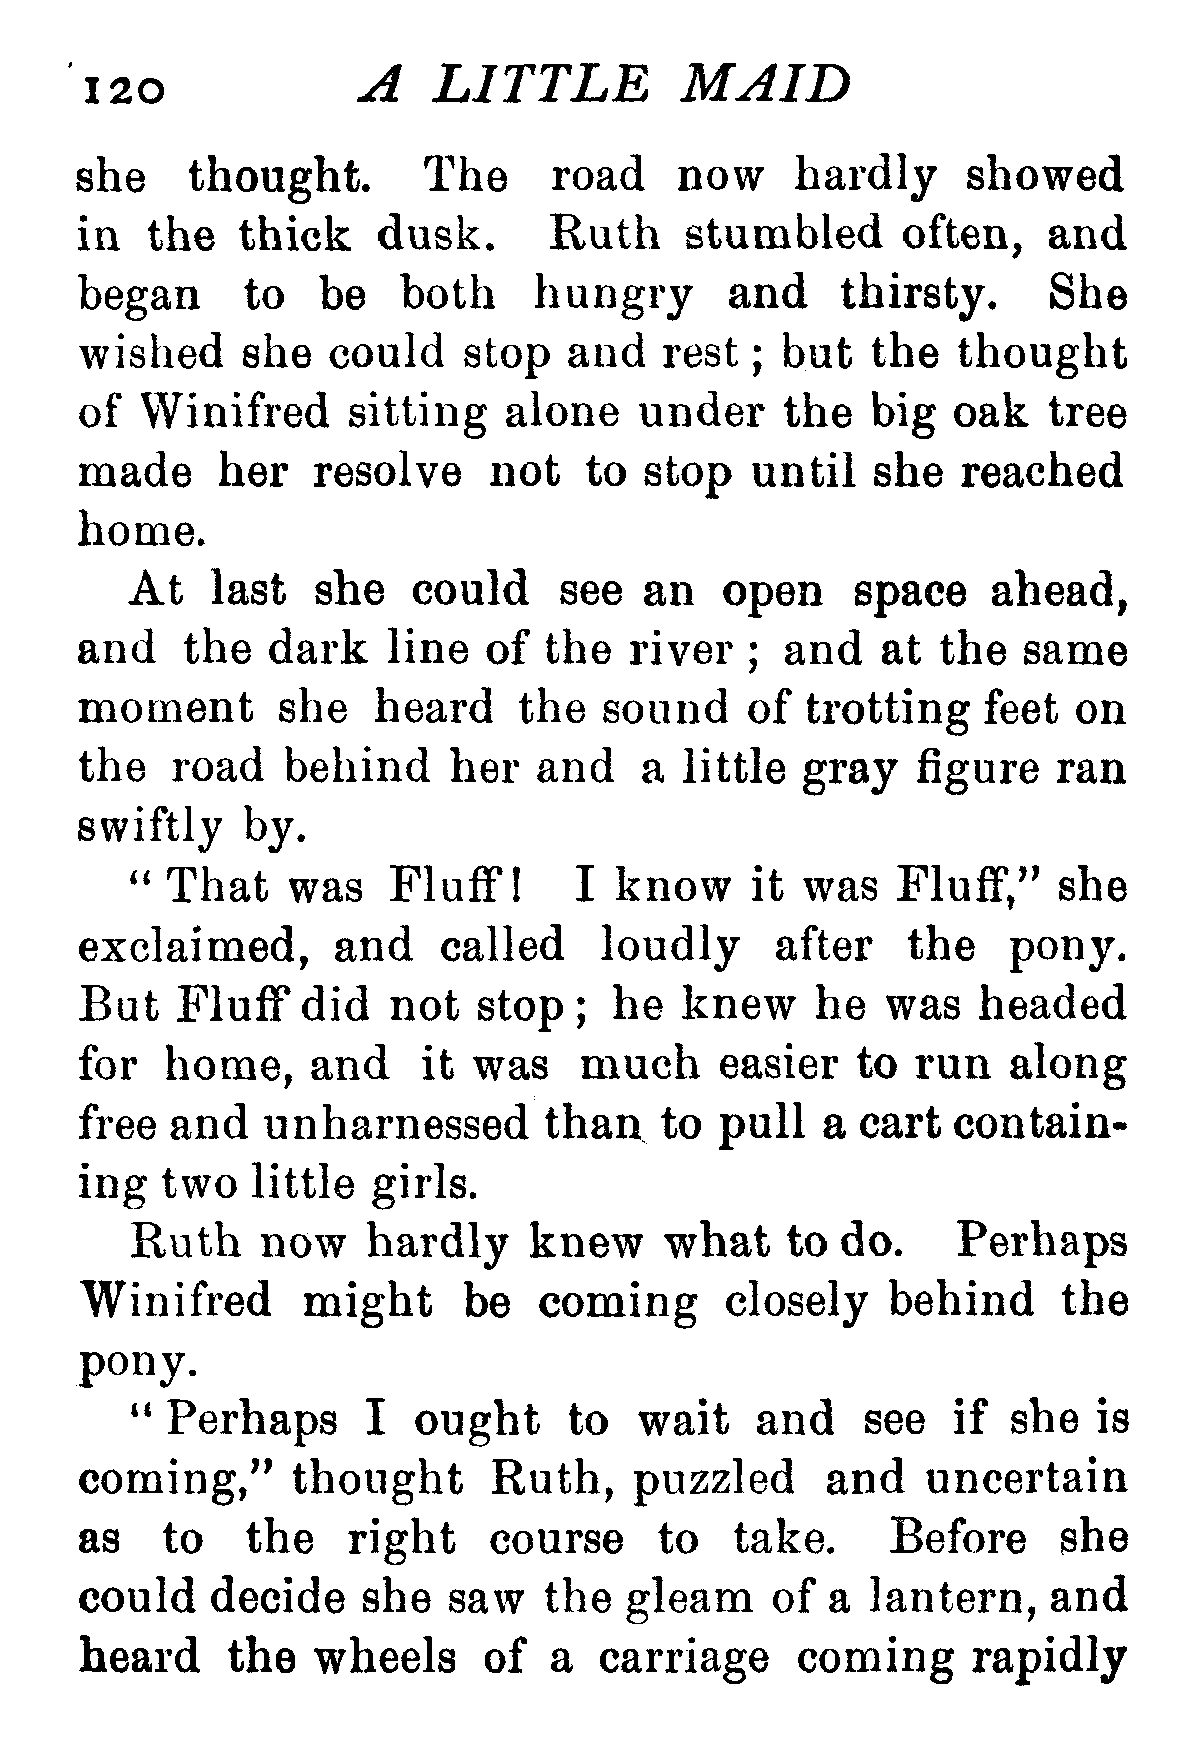 120 A LITTLE MAID
she thought. The road now hardly showed
in the thick dusk. Ruth stumbled often, and
began to be both hungry and thirsty. She
wished she could stop and rest ; but the thought
of Winifred sitting alone under the big oak tree
made her resolve not to stop until she reached
home.
At last she could see an open space ahead,
and the dark line of the river ; and at the same
moment she heard the sound of trotting feet on
the road behind her and a little gray figure ran
swiftly by.
“ That was Fluff! I know it was Fluff,” she
exclaimed, and called loudly after the pony.
But Fluff did not stop ; he knew he was headed
for home, and it was much easier to run along
free and unharnessed than to pull a cart contain-
ing two little girls.
Ruth now hardly knew what to do. Perhaps
Winifred might be coming closely behind the
pony.
“ Perhaps I ought to wait and see if she is
coming,” thought Ruth, puzzled and uncertain
as to the right course to take. Before she
could decide she saw the gleam of a lantern, and
heard the wheels of a carriage coming rapidly